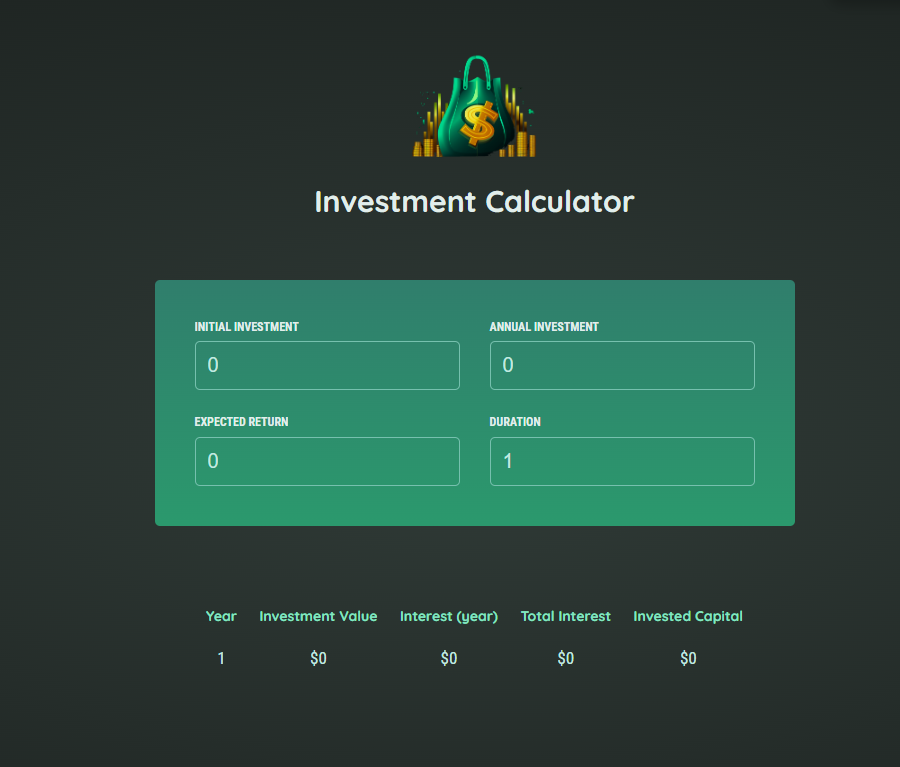 $
Investment Calculator
INITIAL INVESTMENT ANNUAL INVESTMENT
0 0
EXPECTED RETURN DURATION
0 1
Year Investment Value Interest (year) Total Interest Invested Capital
1 $0 $0 $0 $0